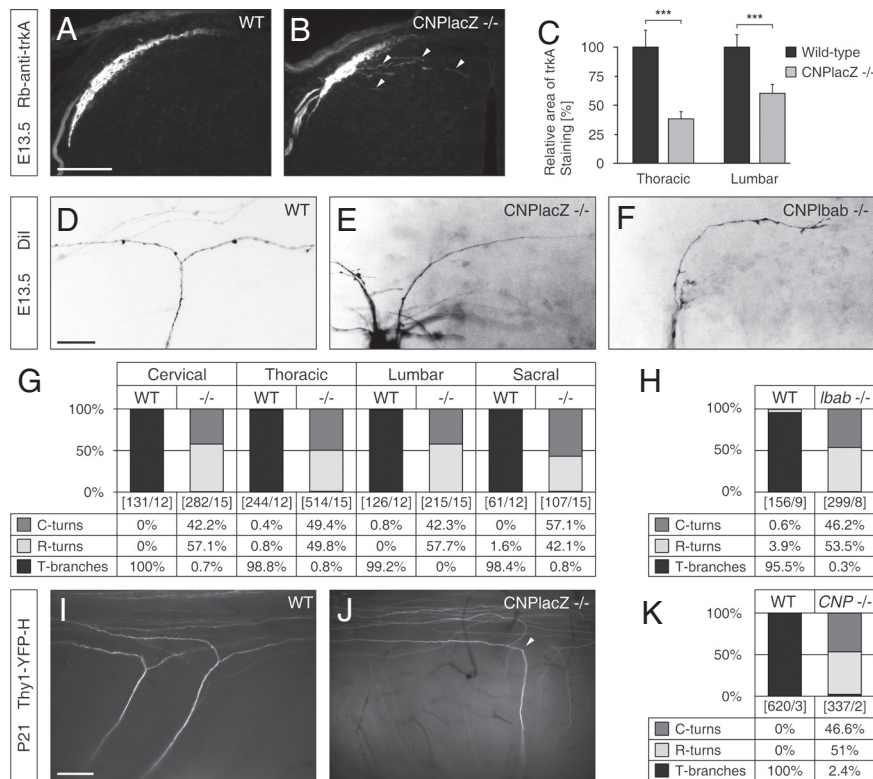 A WT
B CNPlacZ -/-
E13.5 Rb-anti-trkA
C
***
***
Relative area of trkA
Staining [%]
100
75
50
25
0
Thoracic
Lumbar
Wild-type
CNPlacZ -/-
E13.5 DiI
D WT
E CNPlacZ -/-
F CNPlbab -/-
G
Cervical Thoracic Lumbar Sacral
WT -/- WT -/- WT -/- WT -/-
100%
50%
0%
[131/12] [282/15] [244/12] [514/15] [126/12] [215/15] [61/12] [107/15]
C-turns 0% 42.2% 0.4% 49.4% 0.8% 42.3% 0% 57.1%
R-turns 0% 57.1% 0.8% 49.8% 0% 57.7% 1.6% 42.1%
T-branches 100% 0.7% 98.8% 0.8% 99.2% 0% 98.4% 0.8%
H
WT lbab -/-
100%
50%
0%
[156/9] [299/8]
C-turns 0.6% 46.2%
R-turns 3.9% 53.5%
T-branches 95.5% 0.3%
P21 Thy1-YFP-H
I WT
J CNPlacZ -/-
K
WT CNP -/-
100%
50%
0%
[620/3] [337/2]
C-turns 0% 46.6%
R-turns 0% 51%
T-branches 100% 2.4%